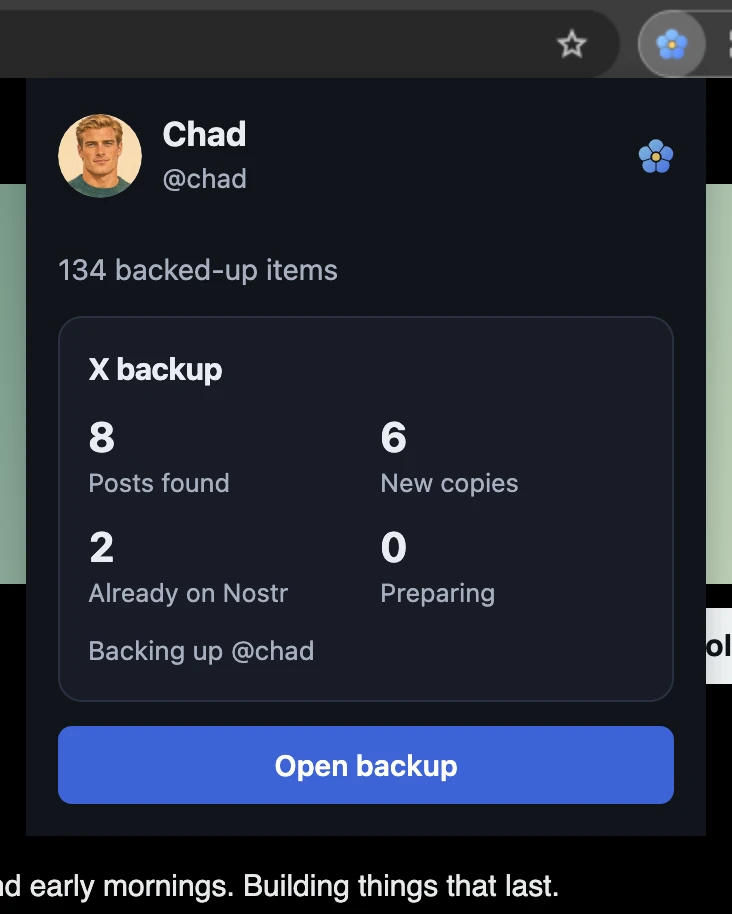 Chad
@chad
134 backed-up items
X backup
8
Posts found
6
New copies
2
Already on Nostr
0
Preparing
Backing up @chad
Open backup
early mornings. Building things that last.